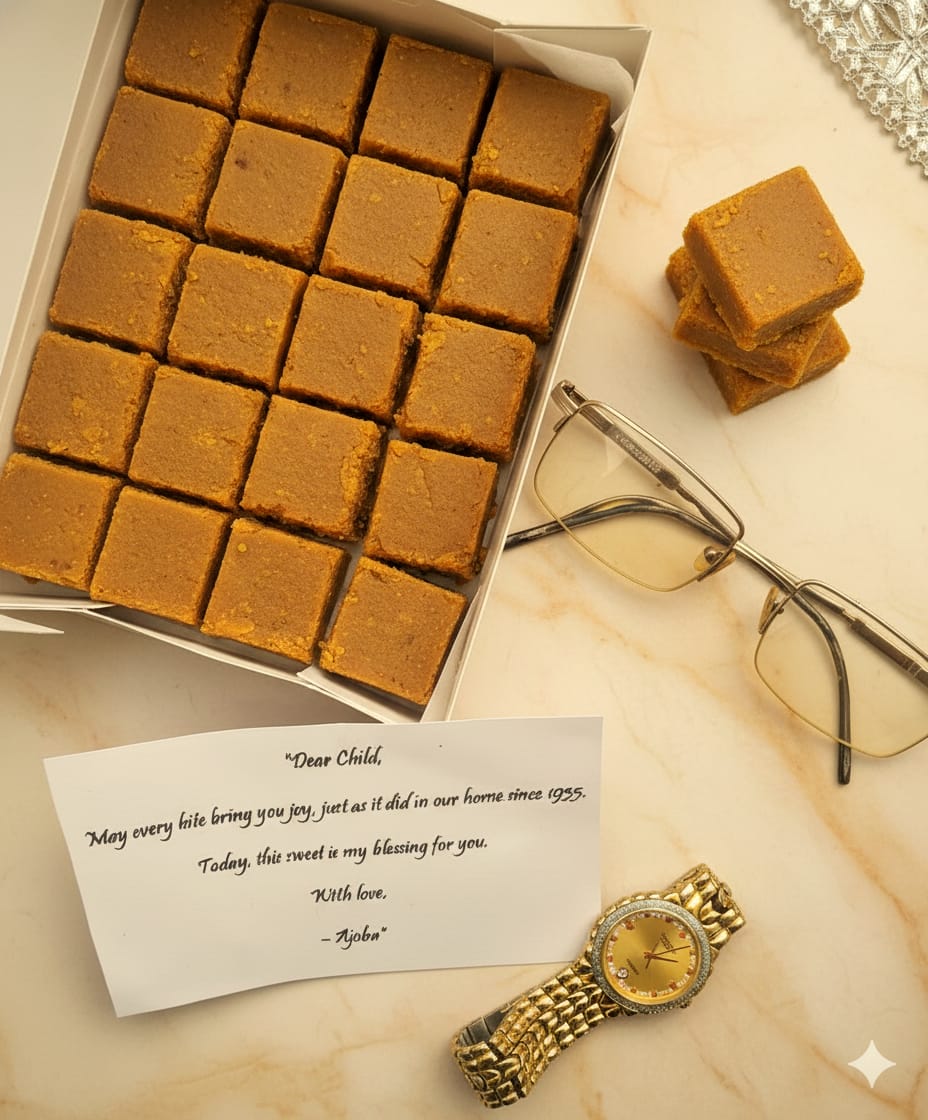 "Dear Child,
"May every bite bring you joy, just as it did in our home since 1935.
Today, this sweet is my blessing for you.
With love,
– Ajoba"